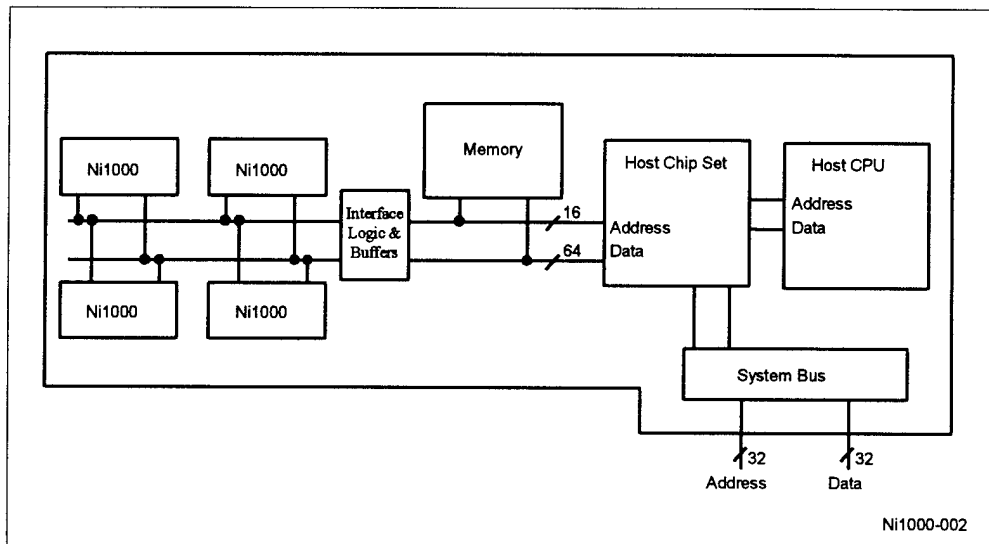 Ni1000
Ni1000
Memory
Host Chip Set
Host CPU
Interface
Logic &
Buffers
16
Address
Data
64
Address
Data
Ni1000
Ni1000
System Bus
32
32
Address
Data
Ni1000-002